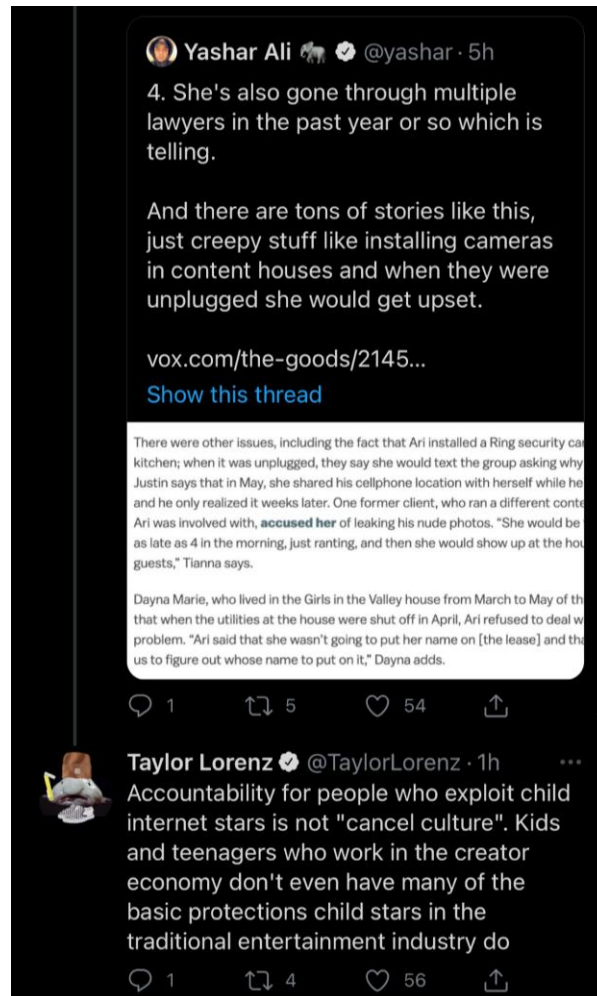 Yashar Ali 🐘 @yashar · 5h
4. She's also gone through multiple
lawyers in the past year or so which is
telling.
And there are tons of stories like this,
just creepy stuff like installing cameras
in content houses and when they were
unplugged she would get upset.
vox.com/the-goods/2145...
Show this thread
There were other issues, including the fact that Ari installed a Ring security
kitchen; when it was unplugged, they say she would text the group asking why
Justin says that in May, she shared his cellphone location with herself while he
and he only realized it weeks later. One former client, who ran a different
Ari was involved with, accused her of leaking his nude photos. "She would be
as late as 4 in the morning, just ranting, and then she would show up at the
guests," Tianna says.
Dayna Marie, who lived in the Girls in the Valley house from March to May of
that when the utilities at the house were shut off in April, Ari refused to deal
problem. "Ari said that she wasn't going to put her name on [the lease] and
us to figure out whose name to put on it," Dayna adds.
1 5 54
Taylor Lorenz @TaylorLorenz · 1h
Accountability for people who exploit child
internet stars is not "cancel culture". Kids
and teenagers who work in the creator
economy don't even have many of the
basic protections child stars in the
traditional entertainment industry do
1 4 56